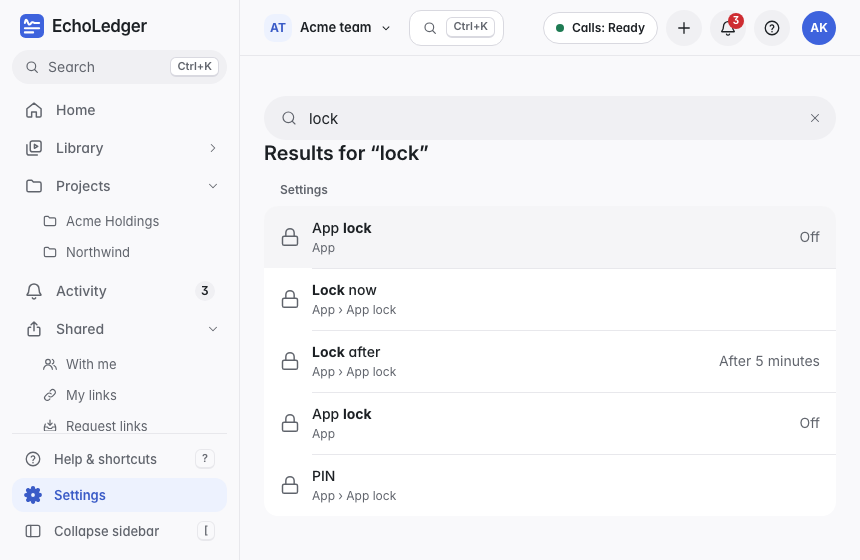 EchoLedger
Search Ctrl+K
Home
Library
Projects
Acme Holdings
Northwind
Activity 3
Shared
With me
My links
Request links
Help & shortcuts ?
Settings
Collapse sidebar [
AT Acme team Ctrl+K Calls: Ready 3 AK
lock
Results for “lock”
Settings
App lock Off
App
Lock now
App › App lock
Lock after After 5 minutes
App › App lock
App lock Off
App
PIN
App › App lock